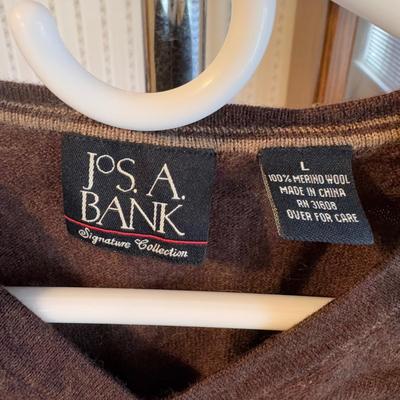 JOS. A.
BANK
Signature Collection
L
100% MERINO WOOL
MADE IN CHINA
RN 31608
OVER FOR CARE